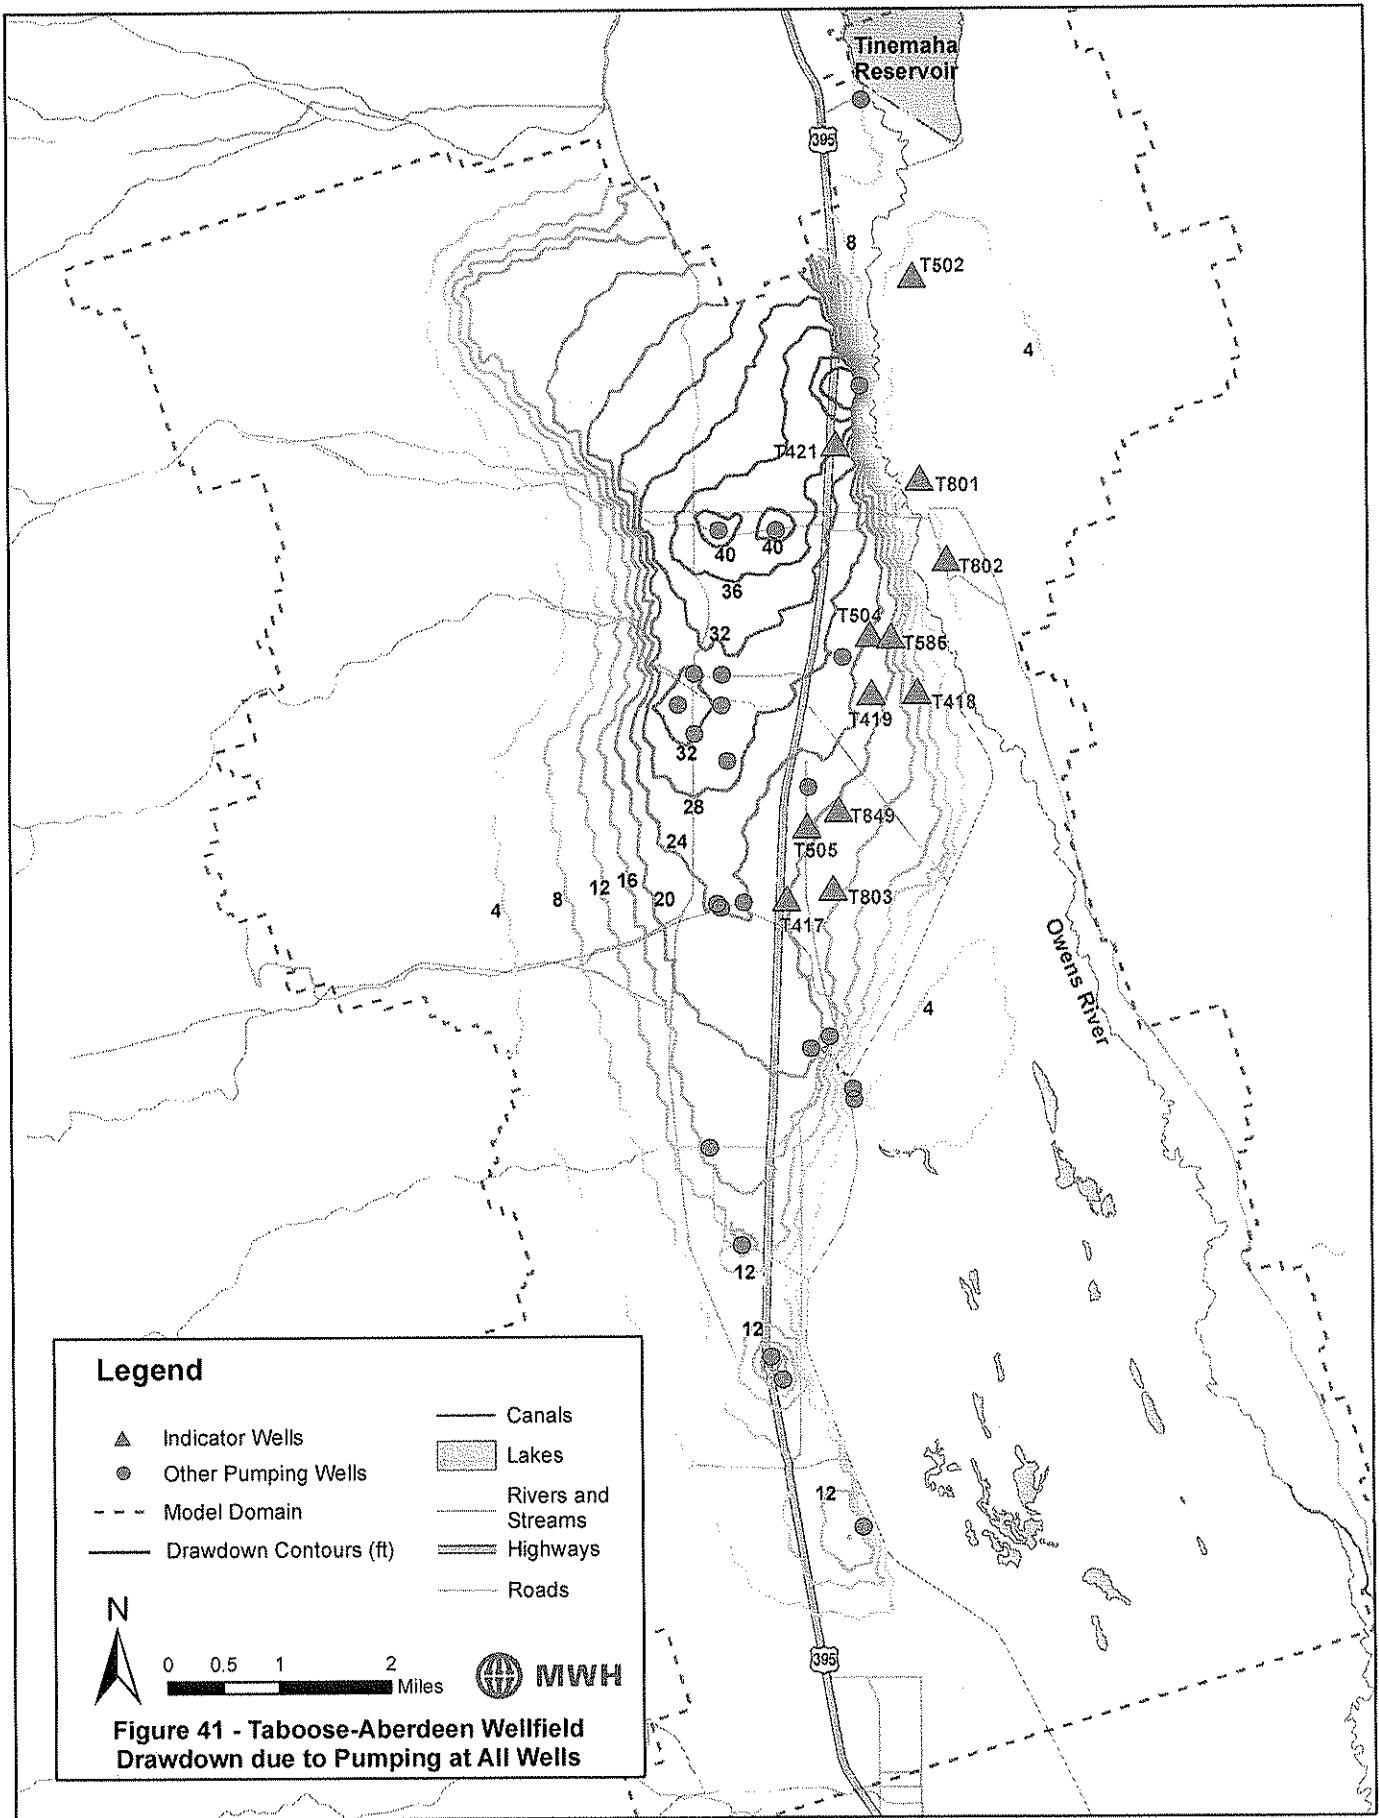 Tinemaha
Reservoir
395
8
T502
4
T421
T801
40
40
T802
36
T504
32
T586
T419
T418
32
28
T849
24
T505
16
12
8
20
4
T803
T417
Owens River
4
12
12
12
395
Legend
Indicator Wells
Other Pumping Wells
Model Domain
Drawdown Contours (ft)
Canals
Lakes
Rivers and
Streams
Highways
Roads
N
0 0.5 1 2
Miles
MWH
Figure 41 - Taboose-Aberdeen Wellfield
Drawdown due to Pumping at All Wells